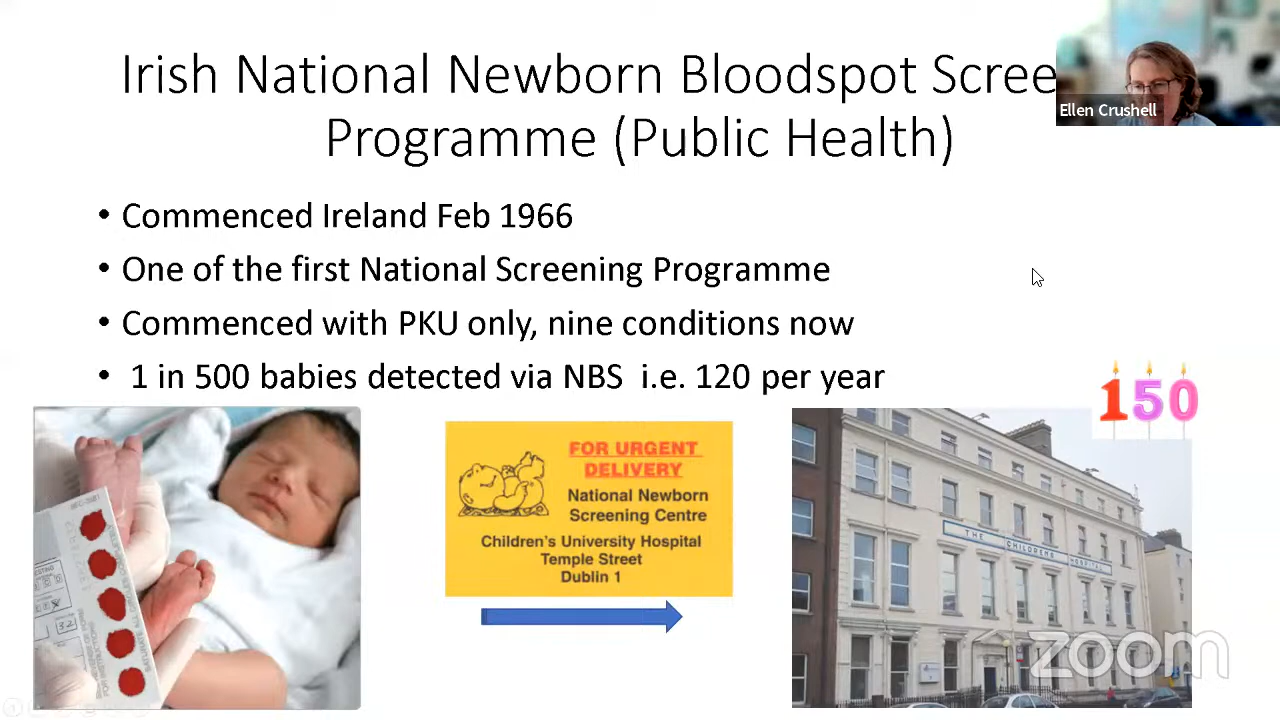 Irish National Newborn Bloodspot Scree
Programme (Public Health)
Ellen Crushell
• Commenced Ireland Feb 1966
• One of the first National Screening Programme
• Commenced with PKU only, nine conditions now
• 1 in 500 babies detected via NBS i.e. 120 per year
150
FOR URGENT
DELIVERY
National Newborn
Screening Centre
Children's University Hospital
Temple Street
Dublin 1
THE CHILDRENS HOSPITAL
zoom